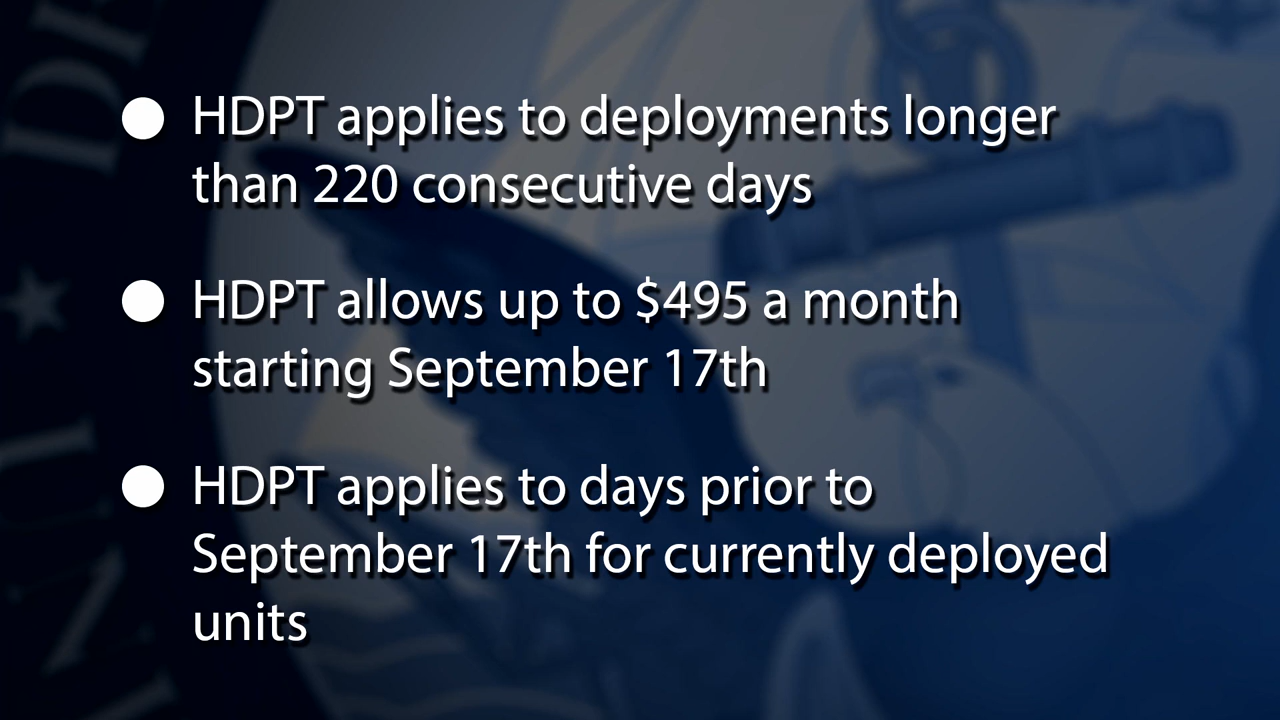 HDPT applies to deployments longer
than 220 consecutive days
HDPT allows up to $495 a month
starting September 17th
HDPT applies to days prior to
September 17th for currently deployed
units